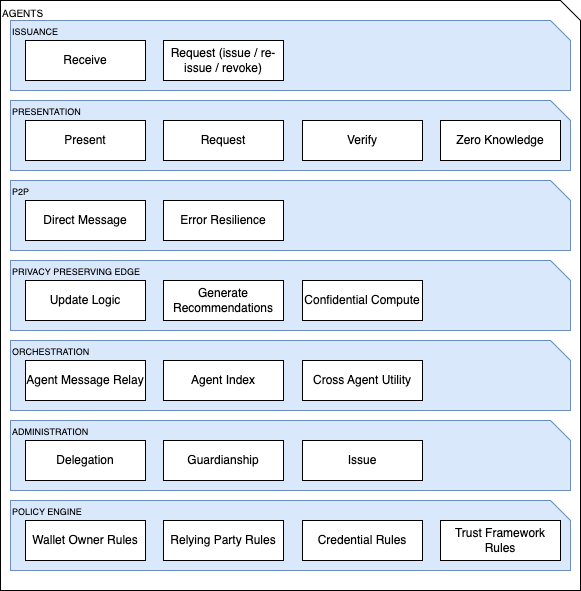 AGENTS
ISSUANCE
Receive
Request (issue / re-
issue / revoke)
PRESENTATION
Present
Request
Verify
Zero Knowledge
P2P
Direct Message
Error Resilience
PRIVACY PRESERVING EDGE
Update Logic
Generate
Recommendations
Confidential Compute
ORCHESTRATION
Agent Message Relay
Agent Index
Cross Agent Utility
ADMINISTRATION
Delegation
Guardianship
Issue
POLICY ENGINE
Wallet Owner Rules
Relying Party Rules
Credential Rules
Trust Framework
Rules